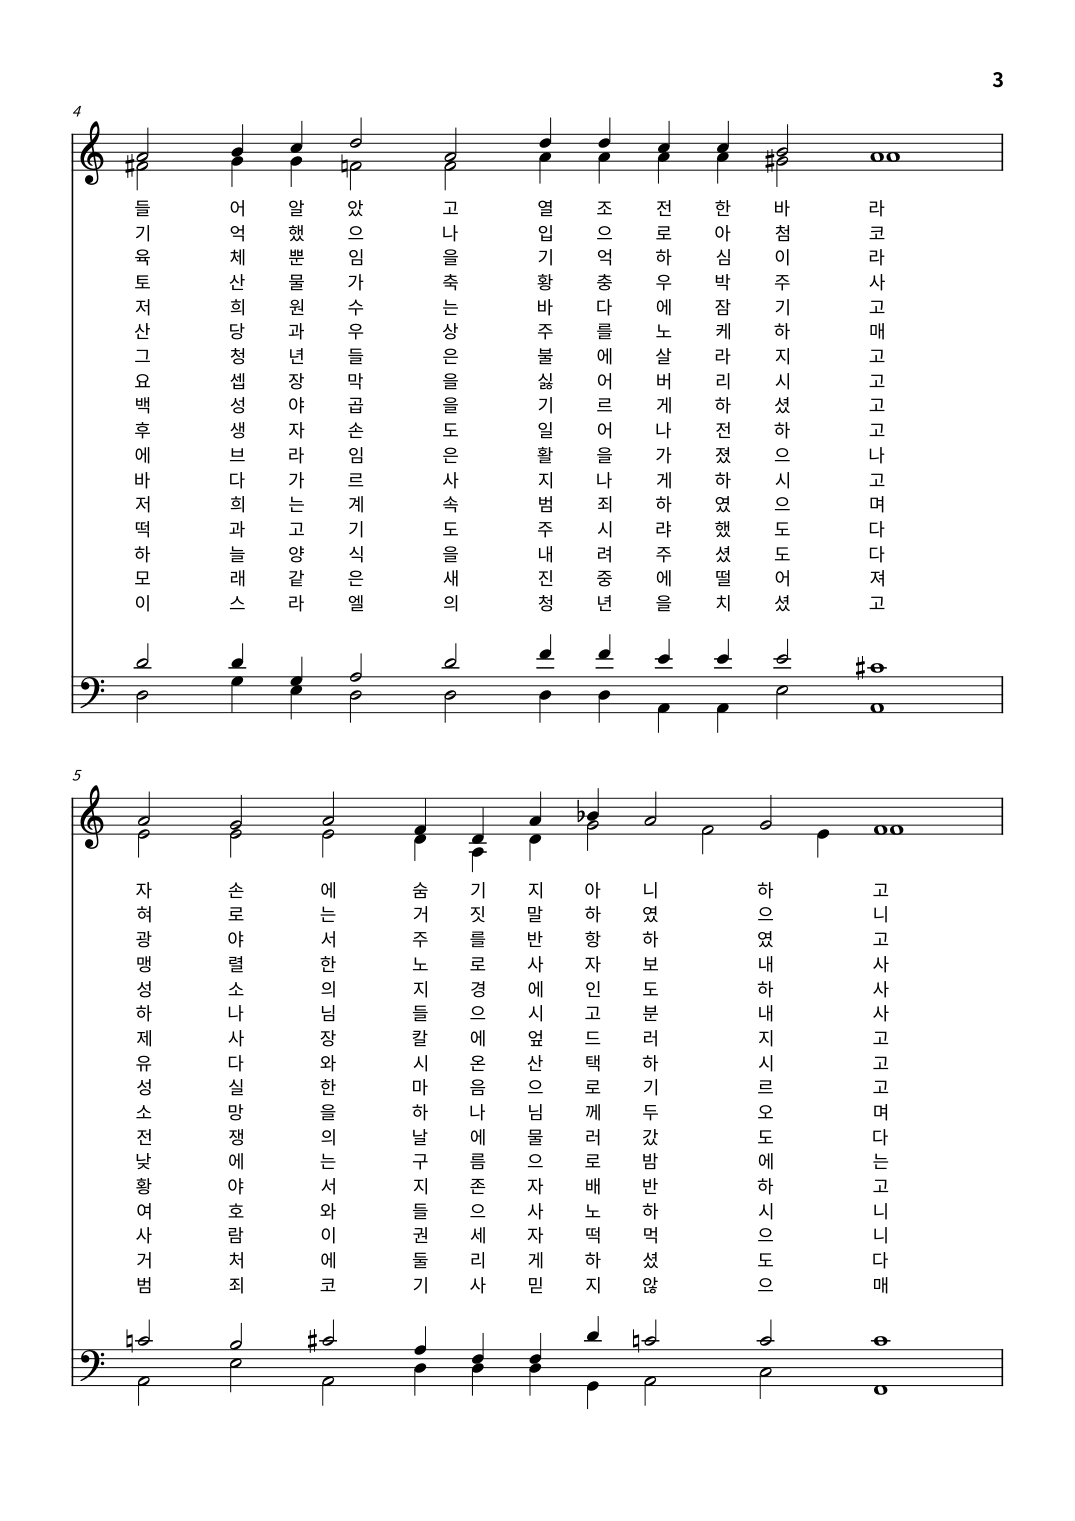 3
4
들 어 알 았 고 열 조 전 한 바 라
기 억 했 으 나 입 으 로 아 첨 코
육 체 뿐 임 을 기 억 하 심 이 라
토 산 물 가 축 황 충 우 박 주 사
저 희 원 수 는 바 다 에 잠 기 고
산 당 과 우 상 주 를 노 케 하 매
그 청 년 들 은 불 에 살 라 지 고
요 셉 장 막 을 싫 어 버 리 시 고
백 성 야 곱 을 기 르 게 하 셨 고
후 생 자 손 도 일 어 나 전 하 고
에 브 라 임 은 활 을 가 졌 으 나
바 다 가 르 사 지 나 게 하 시 고
저 희 는 계 속 범 죄 하 였 으 며
떡 과 고 기 도 주 시 랴 했 도 다
하 늘 양 식 을 내 려 주 셨 도 다
모 래 같 은 새 진 중 에 떨 어 져
이 스 라 엘 의 청 년 을 치 셨 고
5
자 손 에 숨 기 지 아 니 하 고
혀 로 는 거 짓 말 하 였 으 니
광 야 서 주 를 반 항 하 였 고
맹 렬 한 노 로 사 자 보 내 사
성 소 의 지 경 에 인 도 하 사
하 나 님 들 으 시 고 분 내 사
제 사 장 칼 에 엎 드 러 지 고
유 다 와 시 온 산 택 하 시 고
성 실 한 마 음 으 로 기 르 고
소 망 을 하 나 님 께 두 오 며
전 쟁 의 날 에 물 러 갔 도 다
낮 에 는 구 름 으 로 밤 에 는
황 야 서 지 존 자 배 반 하 고
여 호 와 들 으 사 노 하 시 니
사 람 이 권 세 자 떡 먹 으 니
거 처 에 둘 리 게 하 셨 도 다
범 죄 코 기 사 믿 지 않 으 매